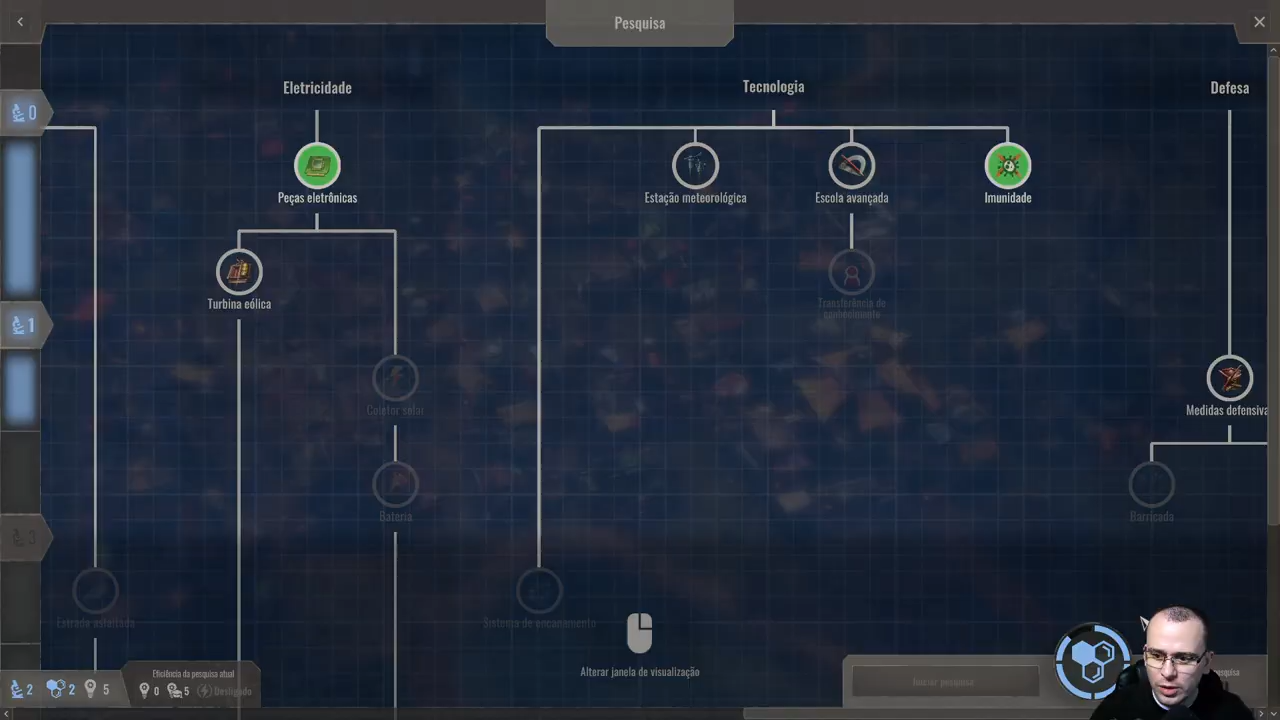 Pesquisa
Eletricidade
Tecnologia
Defesa
0
Peças eletrônicas
Estação meteorológica
Escola avançada
Imunidade
Turbina eólica
Transferência de
conhecimento
1
Coletor solar
Medidas defensiva
Bateria
Barricada
3
Estrada asfaltada
Sistema de encanamento
Alterar janela de visualização
Eficiência da pesquisa atual
2 2 5
0 5 Desligado
Iniciar pesquisa